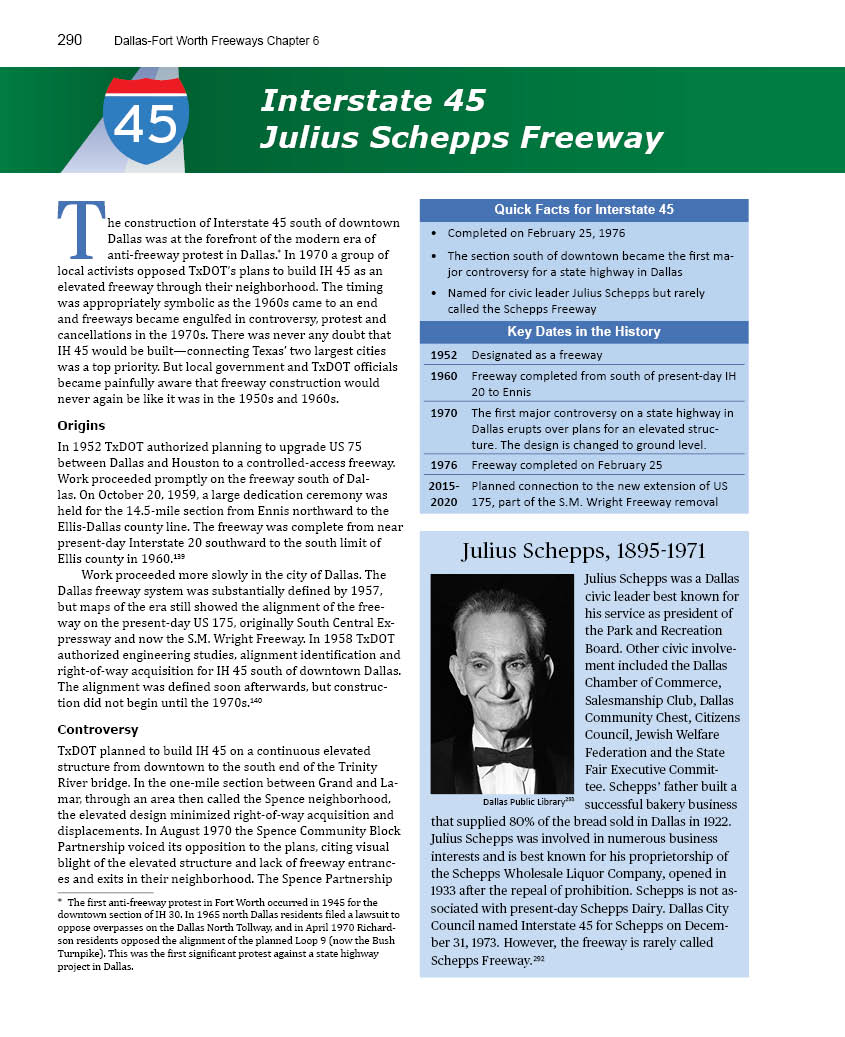 290 Dallas-Fort Worth Freeways Chapter 6
45
Interstate 45
Julius Schepps Freeway
The construction of Interstate 45 south of downtown
Dallas was at the forefront of the modern era of
anti-freeway protest in Dallas.* In 1970 a group of
local activists opposed TxDOT's plans to build IH 45 as an
elevated freeway through their neighborhood. The timing
was appropriately symbolic as the 1960s came to an end
and freeways became engulfed in controversy, protest and
cancellations in the 1970s. There was never any doubt that
IH 45 would be built—connecting Texas' two largest cities
was a top priority. But local government and TxDOT officials
became painfully aware that freeway construction would
never again be like it was in the 1950s and 1960s.
Origins
In 1952 TxDOT authorized planning to upgrade US 75
between Dallas and Houston to a controlled-access freeway.
Work proceeded promptly on the freeway south of Dal-
las. On October 20, 1959, a large dedication ceremony was
held for the 14.5-mile section from Ennis northward to the
Ellis-Dallas county line. The freeway was complete from near
present-day Interstate 20 southward to the south limit of
Ellis county in 1960.139
Work proceeded more slowly in the city of Dallas. The
Dallas freeway system was substantially defined by 1957,
but maps of the era still showed the alignment of the free-
way on the present-day US 175, originally South Central Ex-
pressway and now the S.M. Wright Freeway. In 1958 TxDOT
authorized engineering studies, alignment identification and
right-of-way acquisition for IH 45 south of downtown Dallas.
The alignment was defined soon afterwards, but construc-
tion did not begin until the 1970s.140
Controversy
TxDOT planned to build IH 45 on a continuous elevated
structure from downtown to the south end of the Trinity
River bridge. In the one-mile section between Grand and La-
mar, through an area then called the Spence neighborhood,
the elevated design minimized right-of-way acquisition and
displacements. In August 1970 the Spence Community Block
Partnership voiced its opposition to the plans, citing visual
blight of the elevated structure and lack of freeway entranc-
es and exits in their neighborhood. The Spence Partnership
* The first anti-freeway protest in Fort Worth occurred in 1945 for the
downtown section of IH 30. In 1965 north Dallas residents filed a lawsuit to
oppose overpasses on the Dallas North Tollway, and in April 1970 Richard-
son residents opposed the alignment of the planned Loop 9 (now the Bush
Turnpike). This was the first significant protest against a state highway
project in Dallas.
Quick Facts for Interstate 45
• Completed on February 25, 1976
• The section south of downtown became the first ma-
jor controversy for a state highway in Dallas
• Named for civic leader Julius Schepps but rarely
called the Schepps Freeway
Key Dates in the History
1952 Designated as a freeway
1960 Freeway completed from south of present-day IH
20 to Ennis
1970 The first major controversy on a state highway in
Dallas erupts over plans for an elevated struc-
ture. The design is changed to ground level.
1976 Freeway completed on February 25
2015- Planned connection to the new extension of US
2020 175, part of the S.M. Wright Freeway removal
Julius Schepps, 1895-1971
Julius Schepps was a Dallas
civic leader best known for
his service as president of
the Park and Recreation
Board. Other civic involve-
ment included the Dallas
Chamber of Commerce,
Salesmanship Club, Dallas
Community Chest, Citizens
Council, Jewish Welfare
Federation and the State
Fair Executive Commit-
tee. Schepps' father built a
successful bakery business
Dallas Public Library
that supplied 80% of the bread sold in Dallas in 1922.
Julius Schepps was involved in numerous business
interests and is best known for his proprietorship of
the Schepps Wholesale Liquor Company, opened in
1933 after the repeal of prohibition. Schepps is not as-
sociated with present-day Schepps Dairy. Dallas City
Council named Interstate 45 for Schepps on Decem-
ber 31, 1973. However, the freeway is rarely called
Schepps Freeway.292